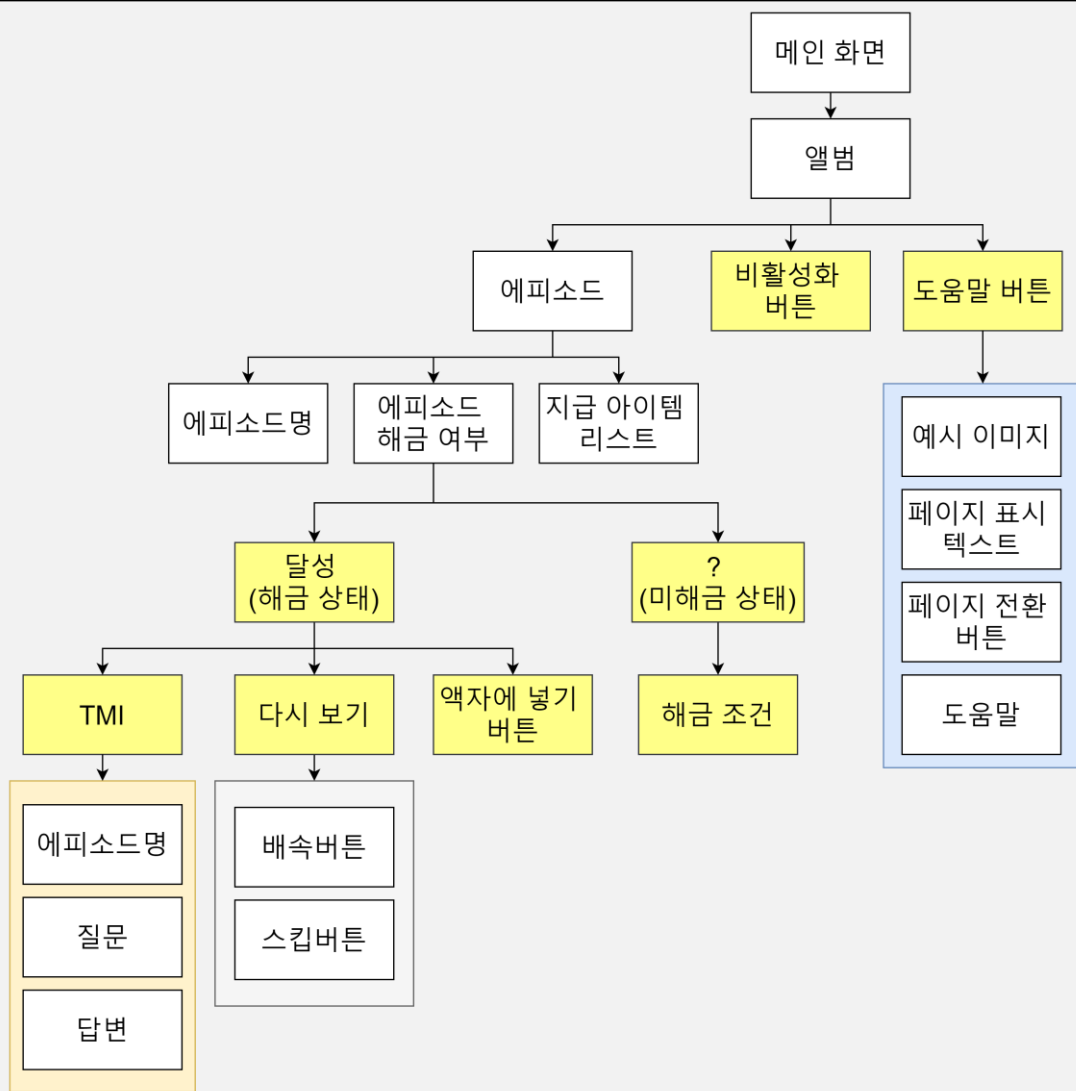 메인 화면
앨범
에피소드
비활성화
버튼
도움말 버튼
에피소드명
에피소드
해금 여부
지급 아이템
리스트
예시 이미지
페이지 표시
텍스트
페이지 전환
버튼
도움말
달성
(해금 상태)
?
(미해금 상태)
TMI
다시 보기
액자에 넣기
버튼
해금 조건
에피소드명
질문
답변
배속버튼
스킵버튼